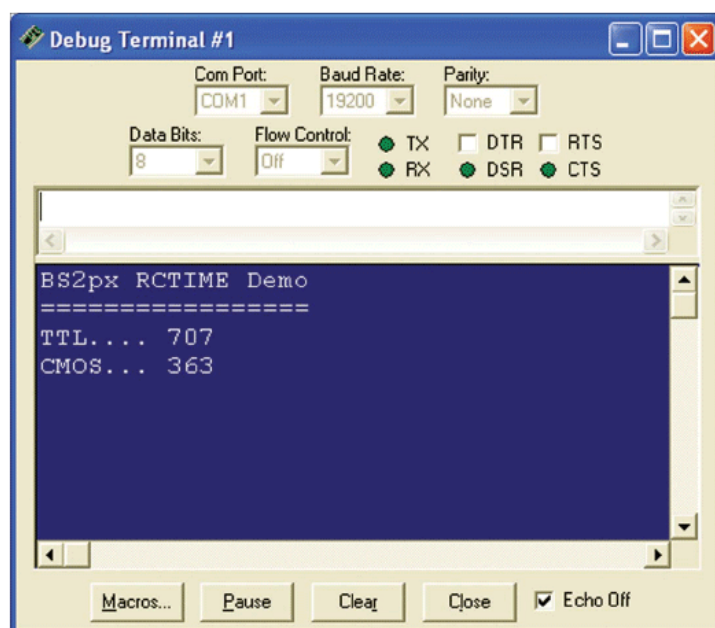 Debug Terminal #1
Com Port: Baud Rate: Parity:
COM1 19200 None
Data Bits: Flow Control: TX DTR RTS
8 Off RX DSR CTS
BS2px RCTIME Demo
==================
TTL.... 707
CMOS... 363
Macros... Pause Clear Close Echo Off